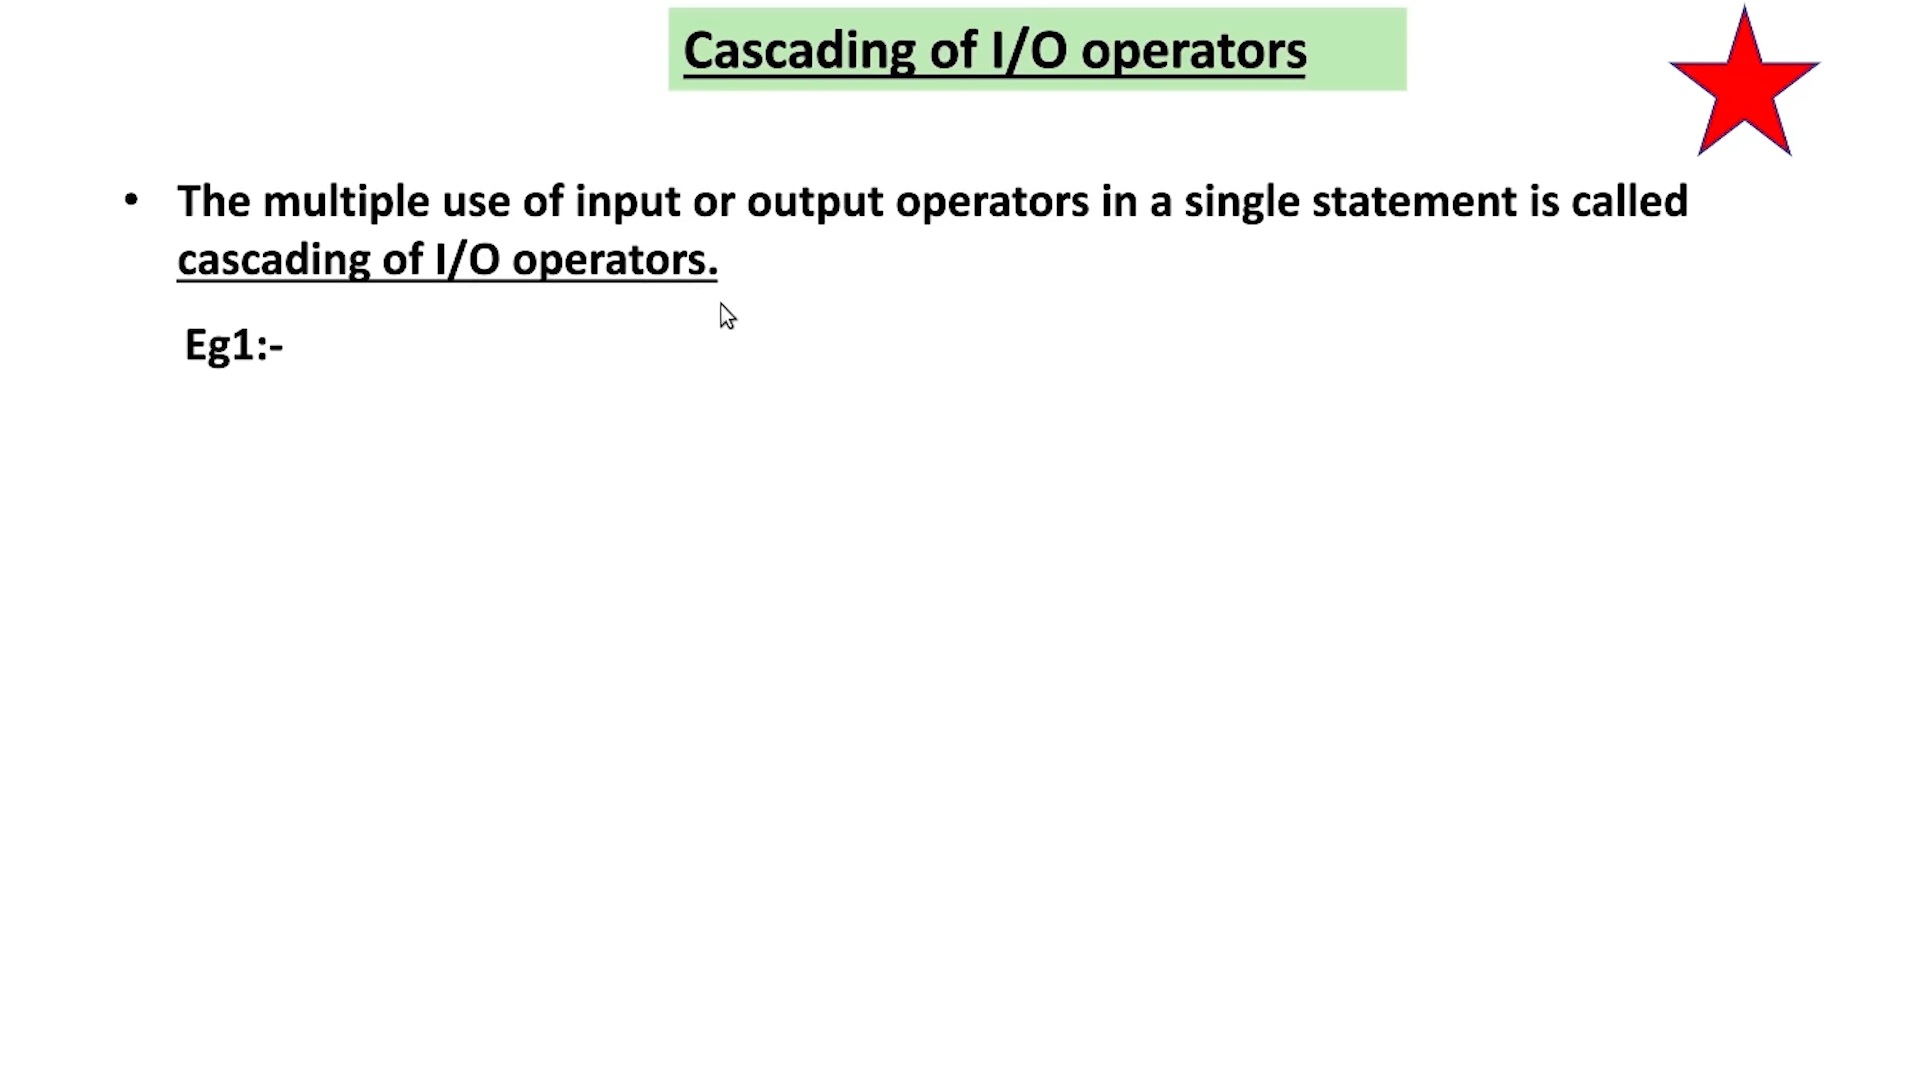 Cascading of I/O operators
• The multiple use of input or output operators in a single statement is called
cascading of I/O operators.
Eg1:-